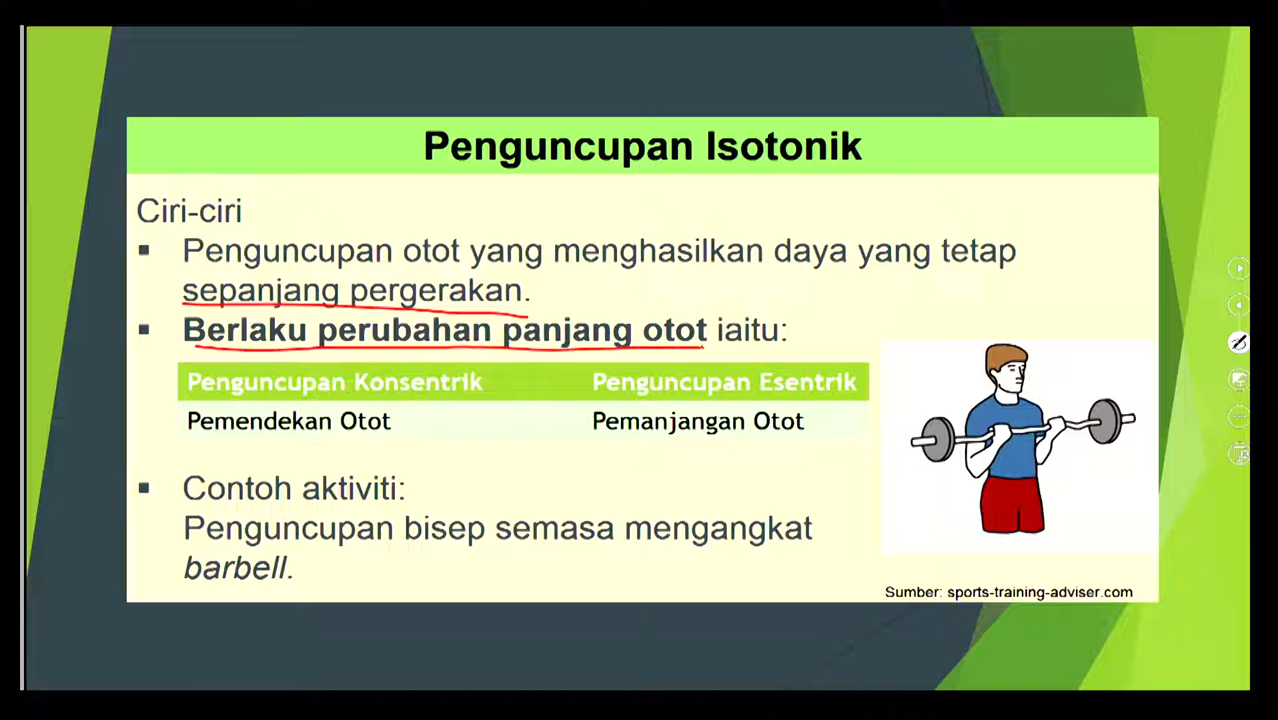 Penguncupan Isotonik
Ciri-ciri
▪ Penguncupan otot yang menghasilkan daya yang tetap
sepanjang pergerakan.
▪ Berlaku perubahan panjang otot iaitu:
Penguncupan Konsentrik Penguncupan Esentrik
Pemendekan Otot Pemanjangan Otot
▪ Contoh aktiviti:
Penguncupan bisep semasa mengangkat
barbell.
Sumber: sports-training-adviser.com